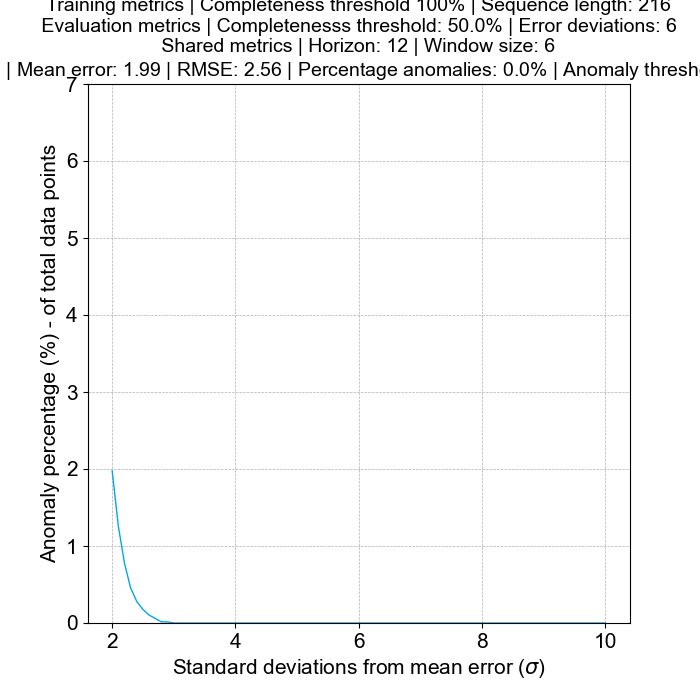 Training metrics | Completeness threshold 100% | Sequence length: 216
Evaluation metrics | Completenesss threshold: 50.0% | Error deviations: 6
Shared metrics | Horizon: 12 | Window size: 6
| Mean error: 1.99 | RMSE: 2.56 | Percentage anomalies: 0.0% | Anomaly
7
6
5
4
3
2
1
0
Anomaly percentage (%) - of total data points
2 4 6 8 10
Standard deviations from mean error (σ)